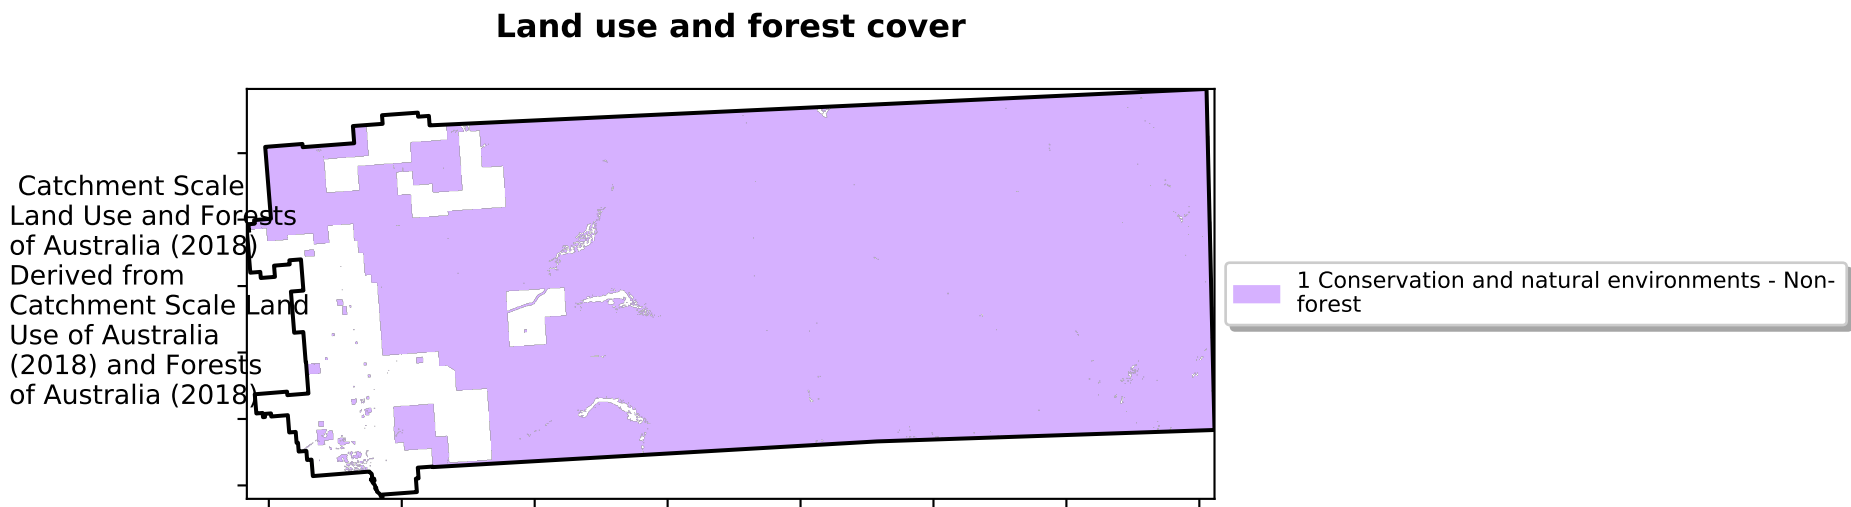 Land use and forest cover
Catchment Scale
Land Use and Forests
of Australia (2018)
Derived from
Catchment Scale Land
Use of Australia
(2018) and Forests
of Australia (2018)
1 Conservation and natural environments - Non-
forest